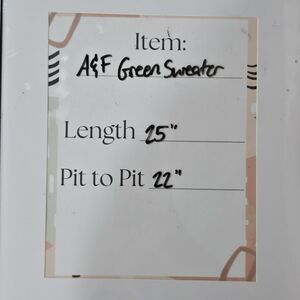 Item:
A&F Green Sweater
Length 25"
Pit to Pit 22"